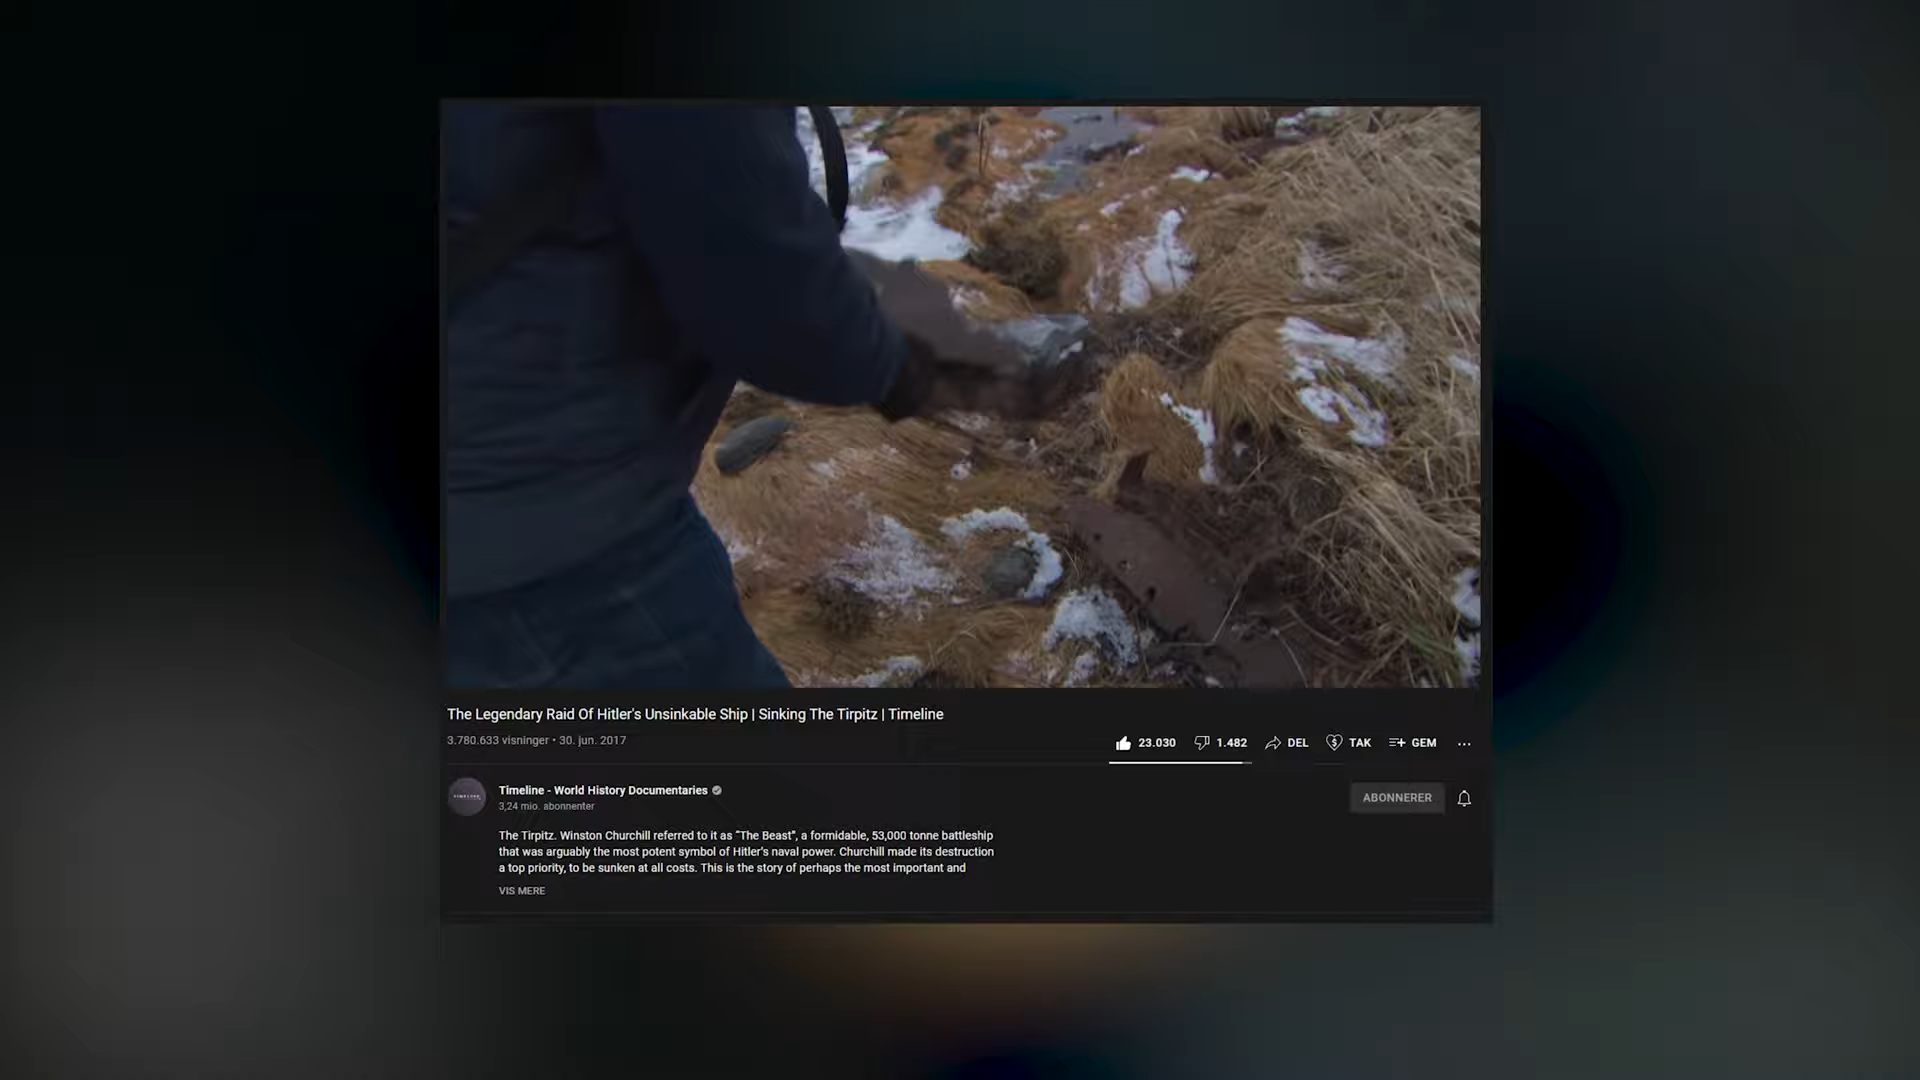 The Legendary Raid Of Hitler's Unsinkable Ship | Sinking The Tirpitz | Timeline
3.780.633 visninger • 30. jun. 2017
23.030 1.482 DEL TAK GEM
TIMELINE
Timeline - World History Documentaries
3,24 mio. abonnenter
ABONNERER
The Tirpitz. Winston Churchill referred to it as “The Beast”, a formidable, 53,000 tonne battleship
that was arguably the most potent symbol of Hitler's naval power. Churchill made its destruction
a top priority, to be sunken at all costs. This is the story of perhaps the most important and
VIS MERE